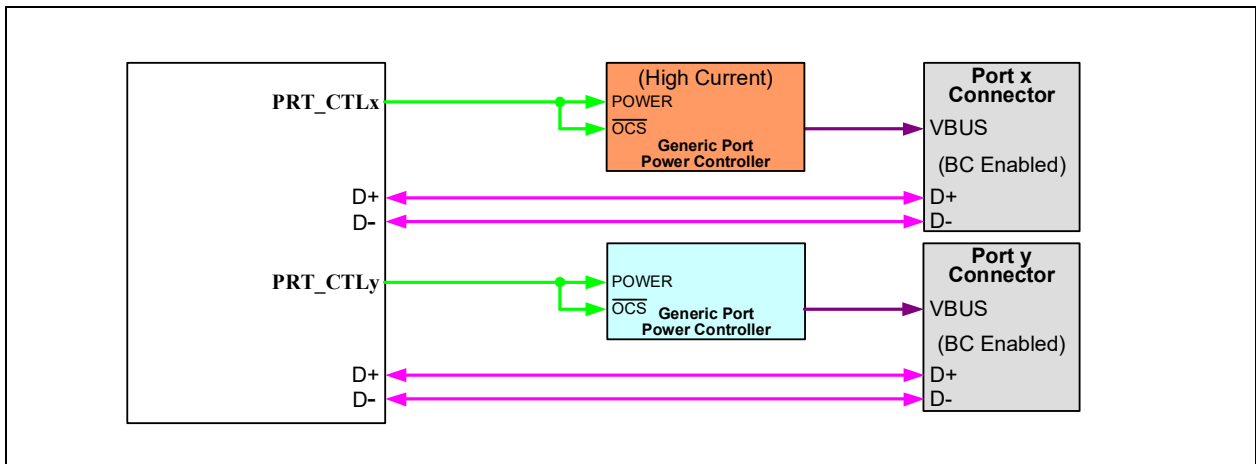 (High Current)
PRT_CTLx
POWER
OCS
Generic Port
Power Controller
Port x
Connector
VBUS
(BC Enabled)
D+
D-
D+
D-
PRT_CTLy
POWER
OCS
Generic Port
Power Controller
Port y
Connector
VBUS
(BC Enabled)
D+
D-
D+
D-